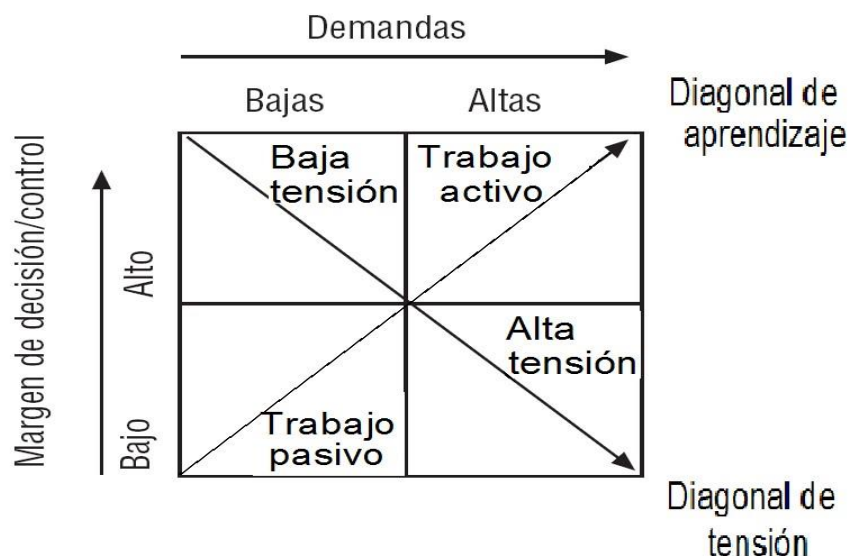 Demandas
Bajas
Altas
Diagonal de
aprendizaje
Margen de decisión/control
Alto
Bajo
Baja
tensión
Trabajo
activo
Alta
tensión
Trabajo
pasivo
Diagonal de
tensión